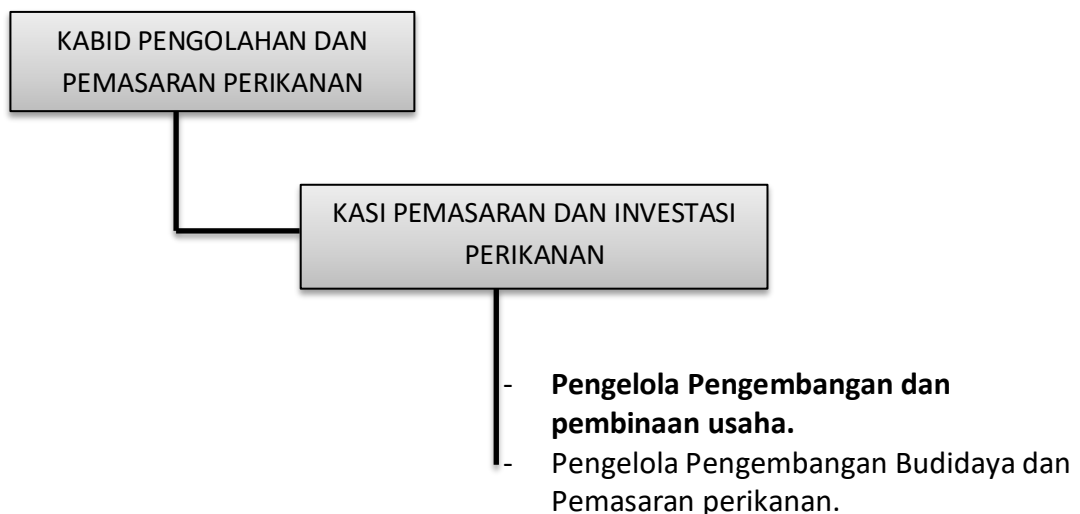 KABID PENGOLAHAN DAN
PEMASARAN PERIKANAN
KASI PEMASARAN DAN INVESTASI
PERIKANAN
- Pengelola Pengembangan dan
pembinaan usaha.
- Pengelola Pengembangan Budidaya dan
Pemasaran perikanan.